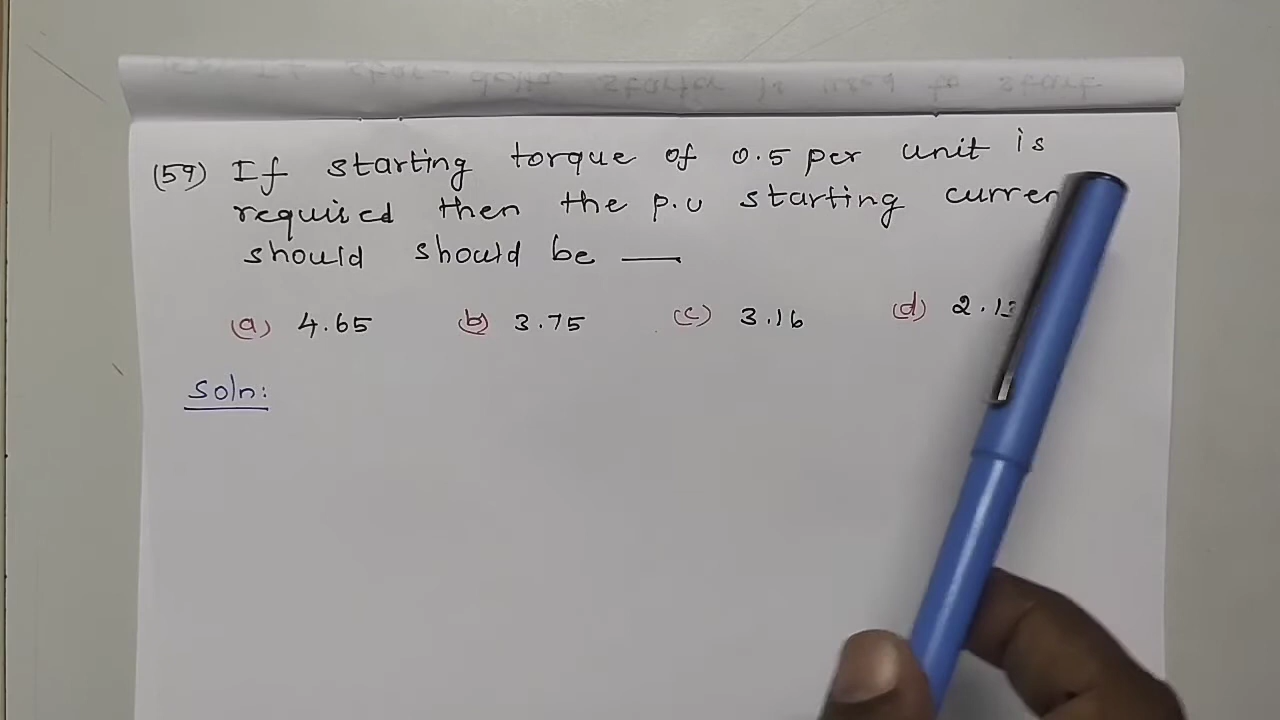 (59) If starting torque of 0.5 per unit is
required then the p.u starting curren
should should be —
(a) 4.65 (b) 3.75 (c) 3.16 (d)
Soln: